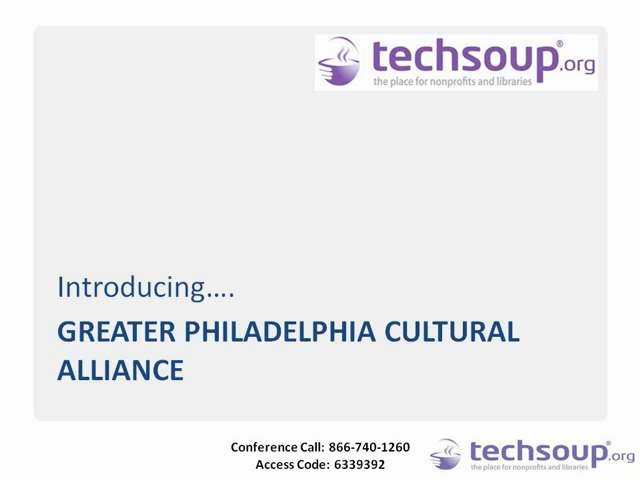 techsoup®.org
the place for nonprofits and libraries
Introducing....
GREATER PHILADELPHIA CULTURAL
ALLIANCE
Conference Call: 866-740-1260
Access Code: 6339392
techsoup®.org
the place for nonprofits and libraries